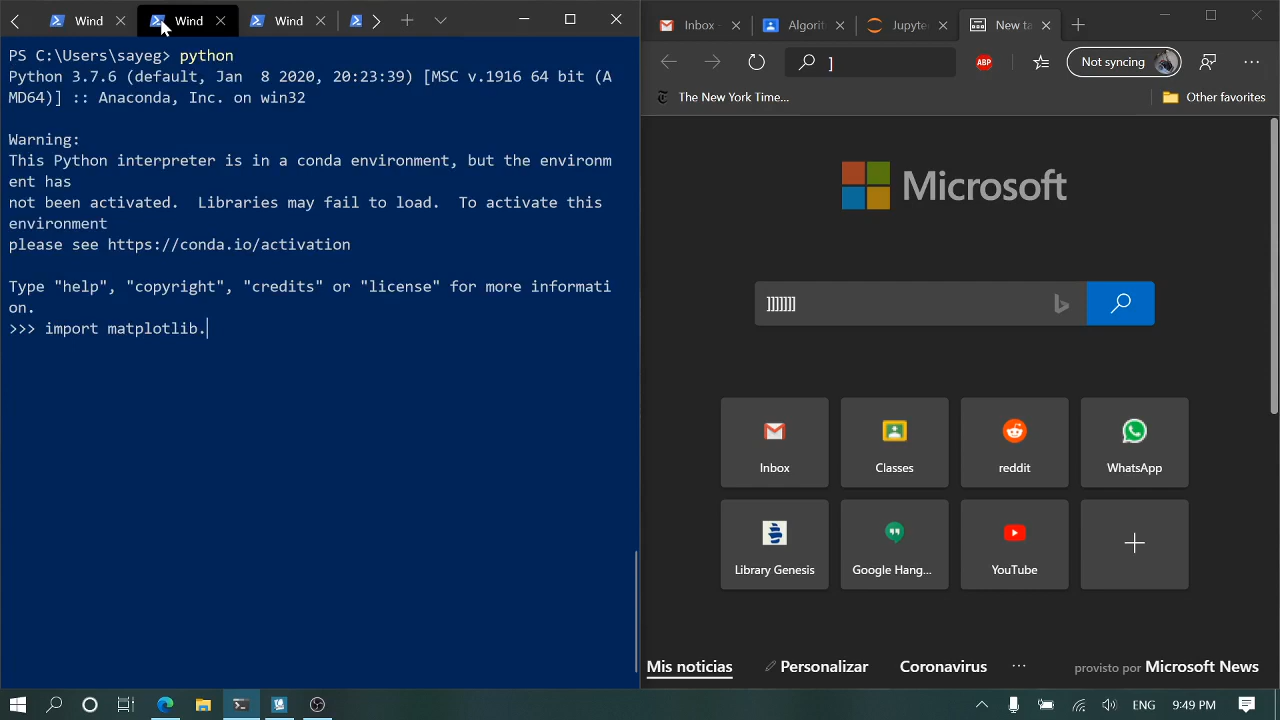 Wind
Wind
Wind
PS C:\Users\sayeg> python
Python 3.7.6 (default, Jan  8 2020, 20:23:39) [MSC v.1916 64 bit (A
MD64)] :: Anaconda, Inc. on win32
Warning:
This Python interpreter is in a conda environment, but the environm
ent has
not been activated.  Libraries may fail to load.  To activate this
environment
please see https://conda.io/activation
Type "help", "copyright", "credits" or "license" for more informati
on.
>>> import matplotlib.
Inbox -
Algorit
Jupyte
New ta
]
ABP
Not syncing
The New York Time...
Other favorites
Microsoft
]]]]]]]
Inbox
Classes
reddit
WhatsApp
Library Genesis
Google Hang...
YouTube
Mis noticias
Personalizar
Coronavirus
...
provisto por Microsoft News
ENG
9:49 PM